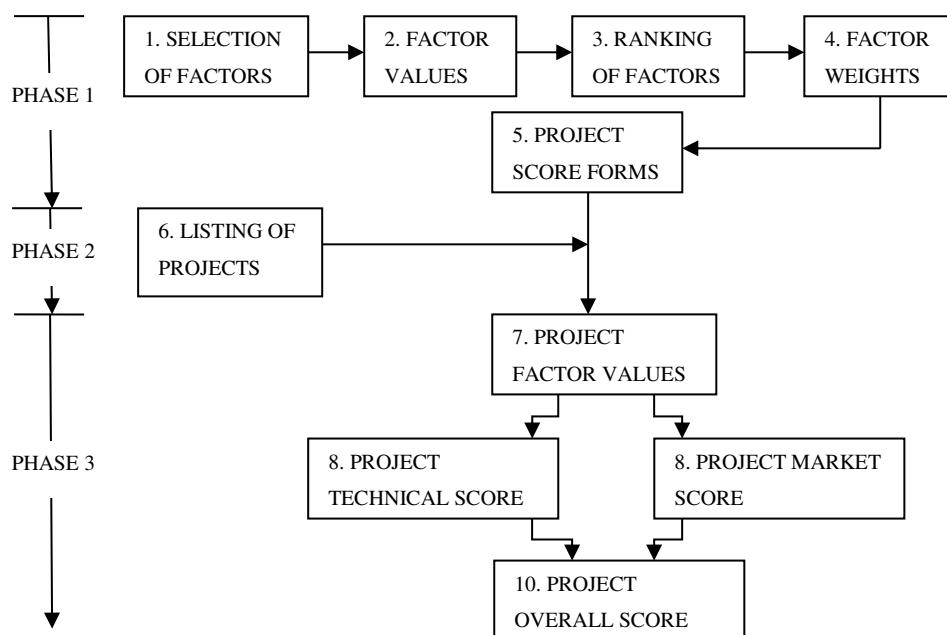 1. SELECTION
OF FACTORS
2. FACTOR
VALUES
3. RANKING
OF FACTORS
4. FACTOR
WEIGHTS
PHASE 1
5. PROJECT
SCORE FORMS
6. LISTING OF
PROJECTS
PHASE 2
7. PROJECT
FACTOR VALUES
PHASE 3
8. PROJECT
TECHNICAL SCORE
8. PROJECT MARKET
SCORE
10. PROJECT
OVERALL SCORE